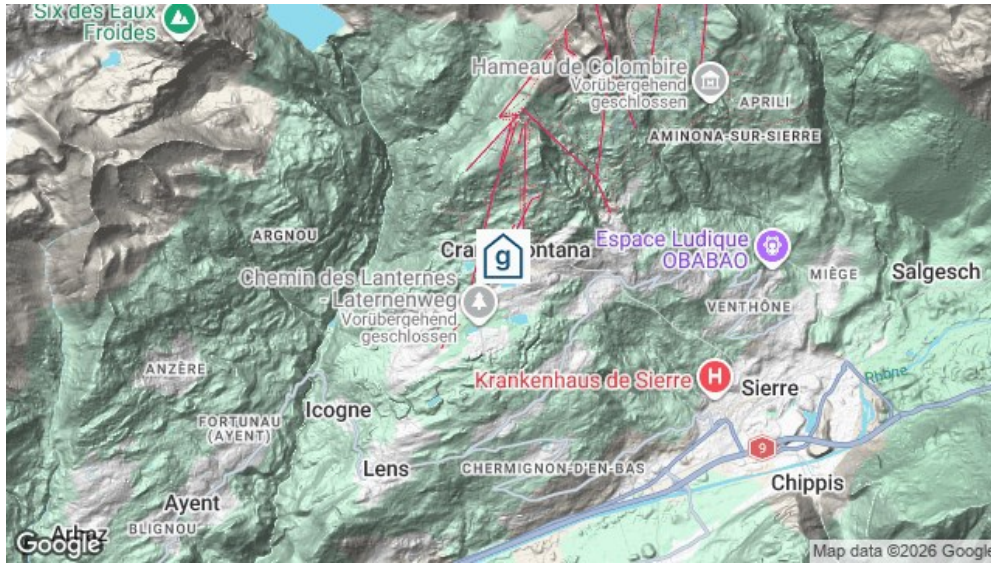 Six des Eaux
Froides
Hameau de Colombire
Vorübergehend
geschlossen
APRILI
AMINONA-SUR-SIERRE
ARGNOU
Espace Ludique
OBABAO
MIÈGE
Salgesch
g
Chemin des Lanternes
- Laternenweg
Vorübergehend
geschlossen
VENTHÔNE
ANZÈRE
Krankenhaus de Sierre
H
Sierre
Rhône
Icogne
FORTUNAU
(AYENT)
9
Lens
CHERMIGNON-D'EN-BAS
Chippis
Ayent
BLIGNOU
Arbaz
Google
Map data ©2026 Google